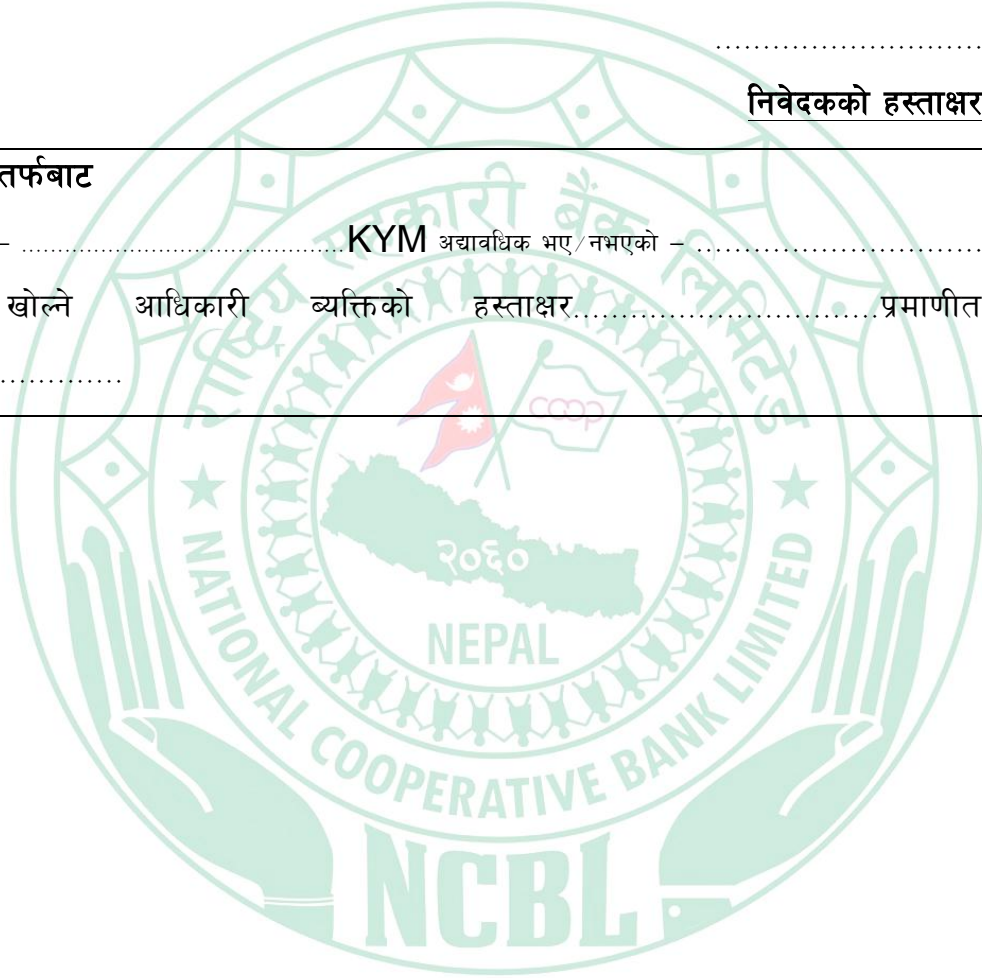 ............................
निवेदकको हस्ताक्षर
तर्फबाट
– ............................................KYM अद्यावधिक भए/नभएको – ..............................
खोल्ने आधिकारी ब्यक्तिको हस्ताक्षर................................प्रमाणीत
.............
राष्ट्रिय सहकारी बैंक लिमिटेड
coop
२०६०
NEPAL
NATIONAL COOPERATIVE BANK LIMITED
NCBL